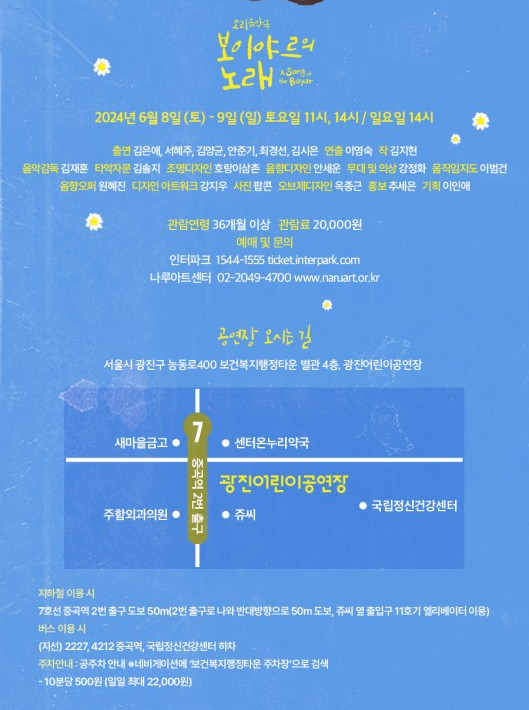 소리음악극
보이야르의
노래
A Song of
the Boyar
2024년 6월 8일 (토) - 9일 (일) 토요일 11시, 14시 / 일요일 14시
출연 김은애, 서혜주, 김양균, 안준기, 최경선, 김시은 연출 이영숙 작 김지현
음악감독 김재훈 타악자문 김솔지 조명디자인 호랑이삼촌 음향디자인 안세운 무대 및 의상 강정화 움직임지도 이범건
음향오퍼 원혜진 디자인 아트워크 강지우 사진 팝콘 오브제디자인 옥종근 홍보 추세은 기획 이인애
관람연령 36개월 이상 관람료 20,000원
예매 및 문의
인터파크 1544-1555 ticket.interpark.com
나루아트센터 02-2049-4700 www.naruart.or.kr
공연장 오시는 길
서울시 광진구 능동로400 보건복지행정타운 별관 4층, 광진어린이공연장
7
새마을금고
센터온누리약국
중곡역 2번 출구
광진어린이공연장
국립정신건강센터
주함외과의원
쥬씨
지하철 이용 시
7호선 중곡역 2번 출구 도보 50m(2번 출구로 나와 반대방향으로 50m 도보, 쥬씨 옆 출입구 11호기 엘리베이터 이용)
버스 이용 시
(지선) 2227, 4212 중곡역, 국립정신건강센터 하차
주차안내 : 공주차 안내 ※네비게이션에 '보건복지행정타운 주차장'으로 검색
- 10분당 500원 (일일 최대 22,000원)